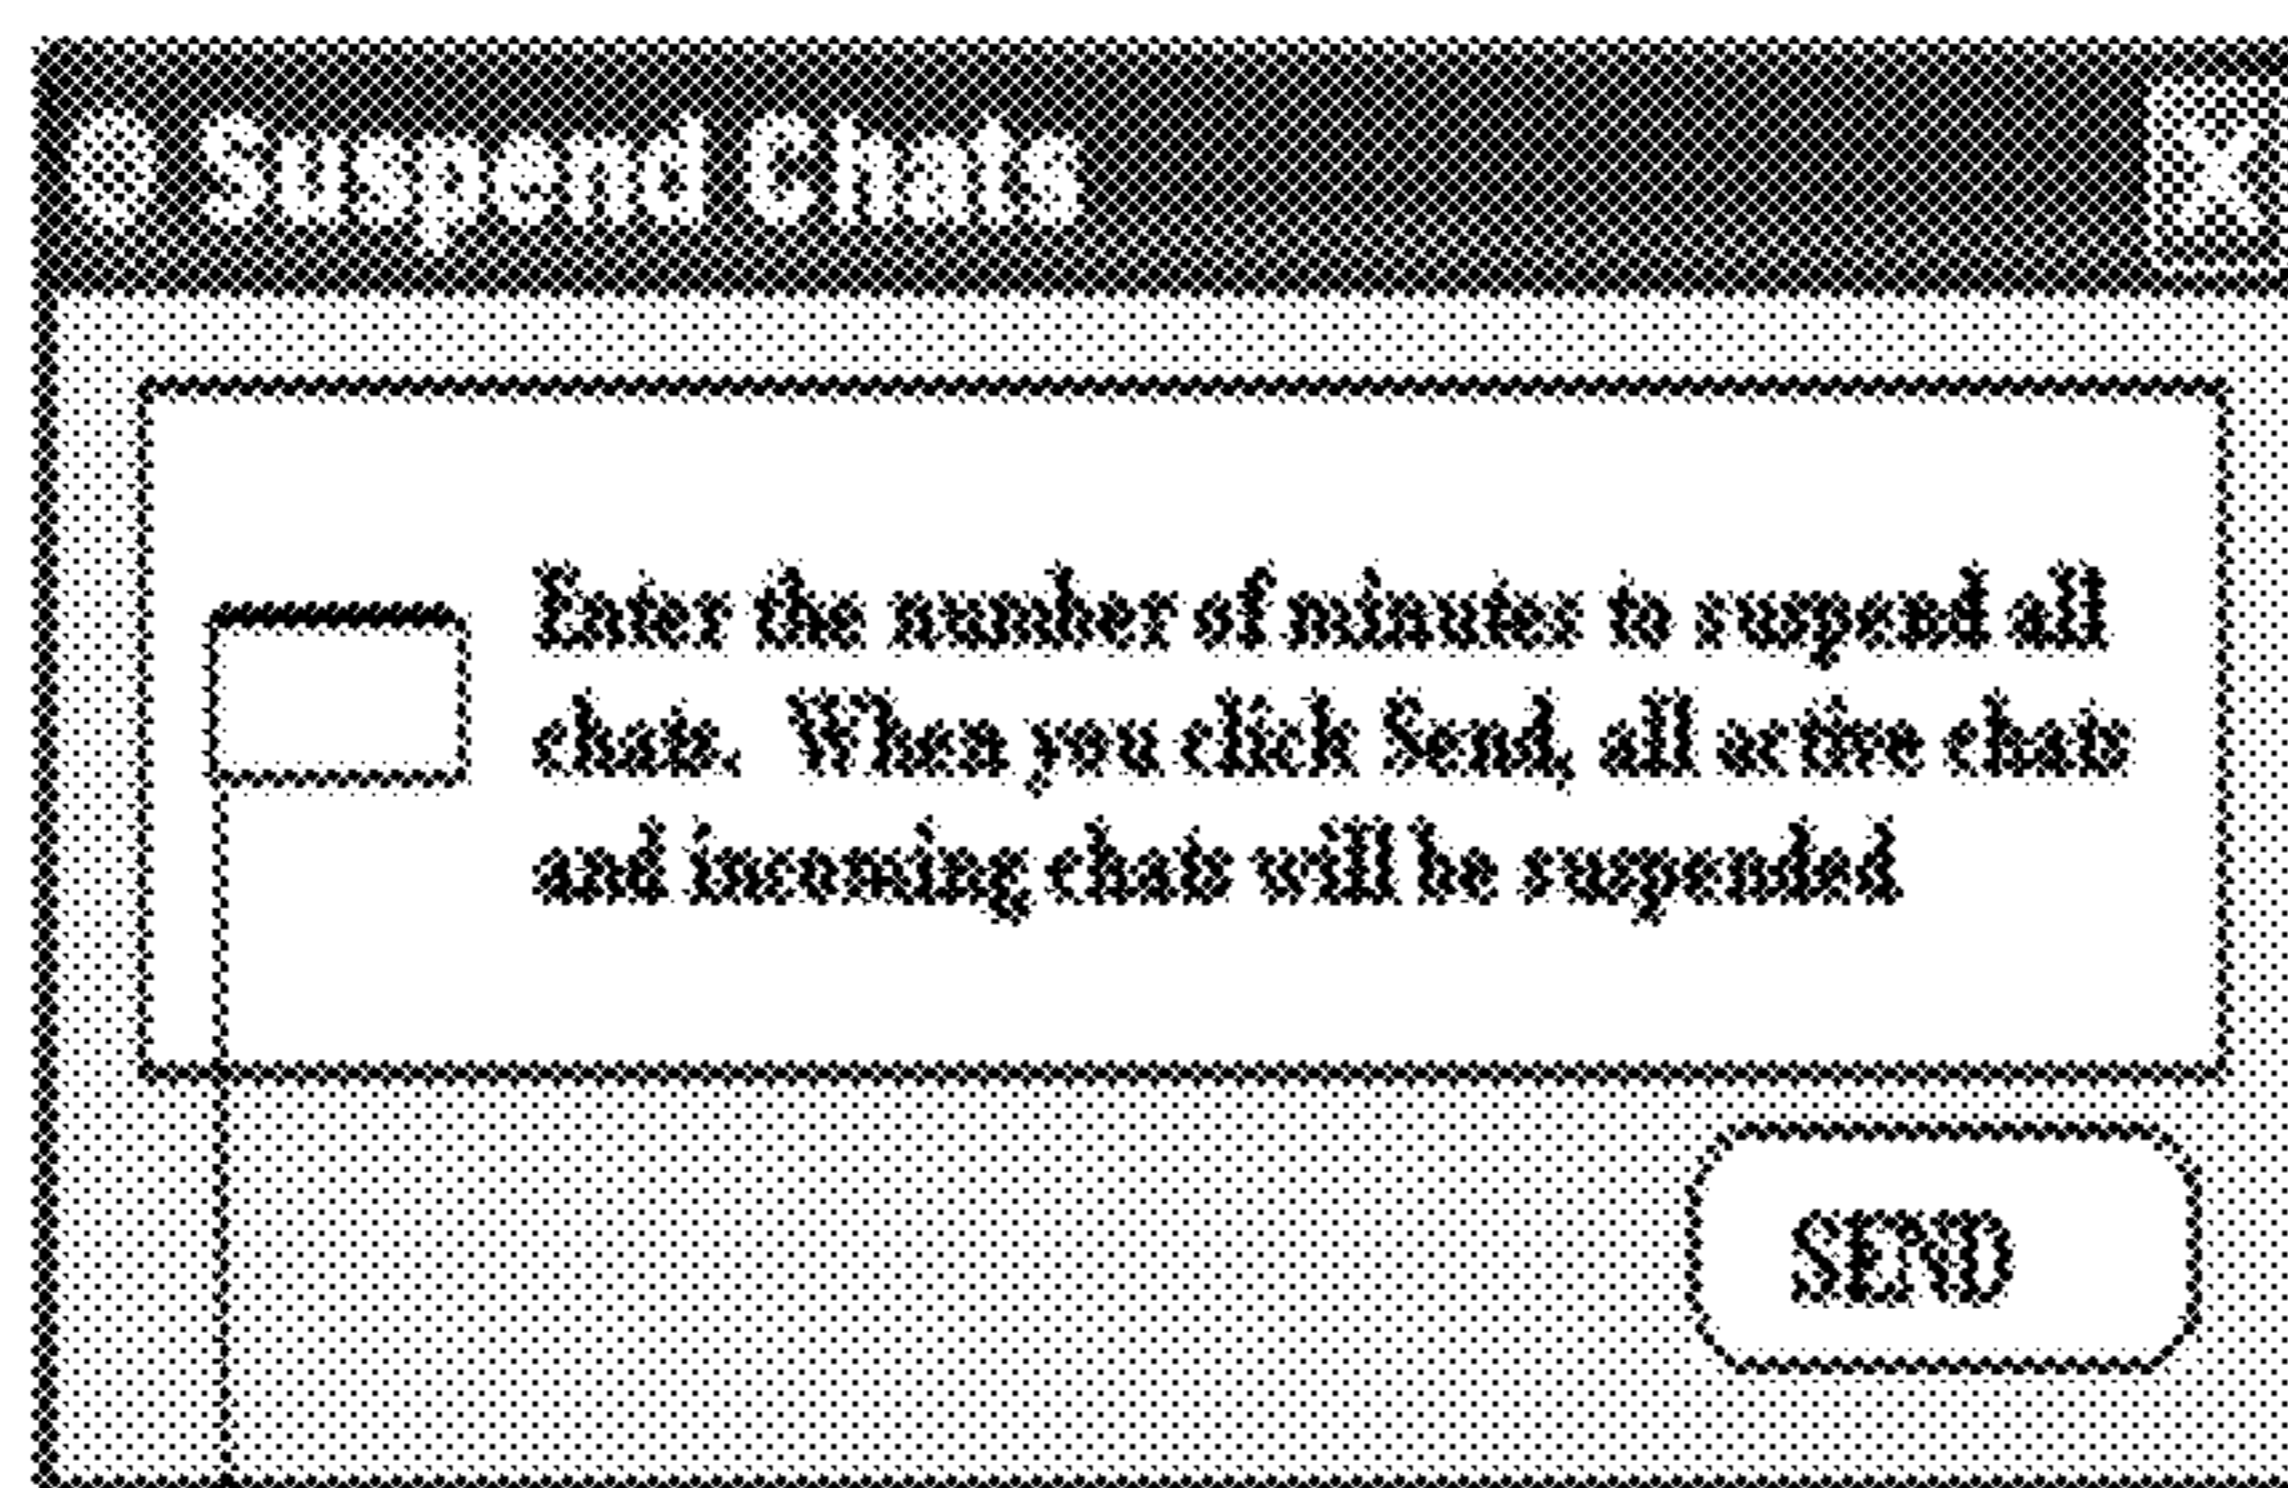 Suspend Chats
X
Enter the number of minutes to suspend all
chats. When you click Send, all active chats
and incoming chats will be suspended
SEND